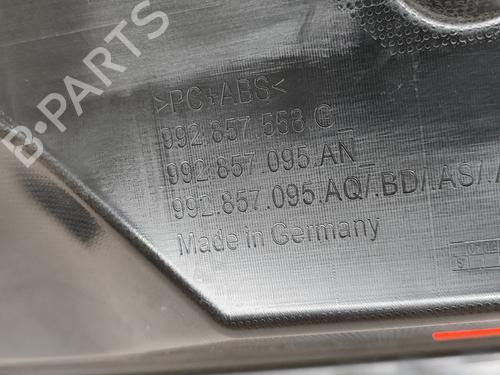 B-PARTS
>PC+ABS<
992.857.553.C_
992.857.095.AN_
992.857.095.AQ/.BD/.AS/.
Made in Germany